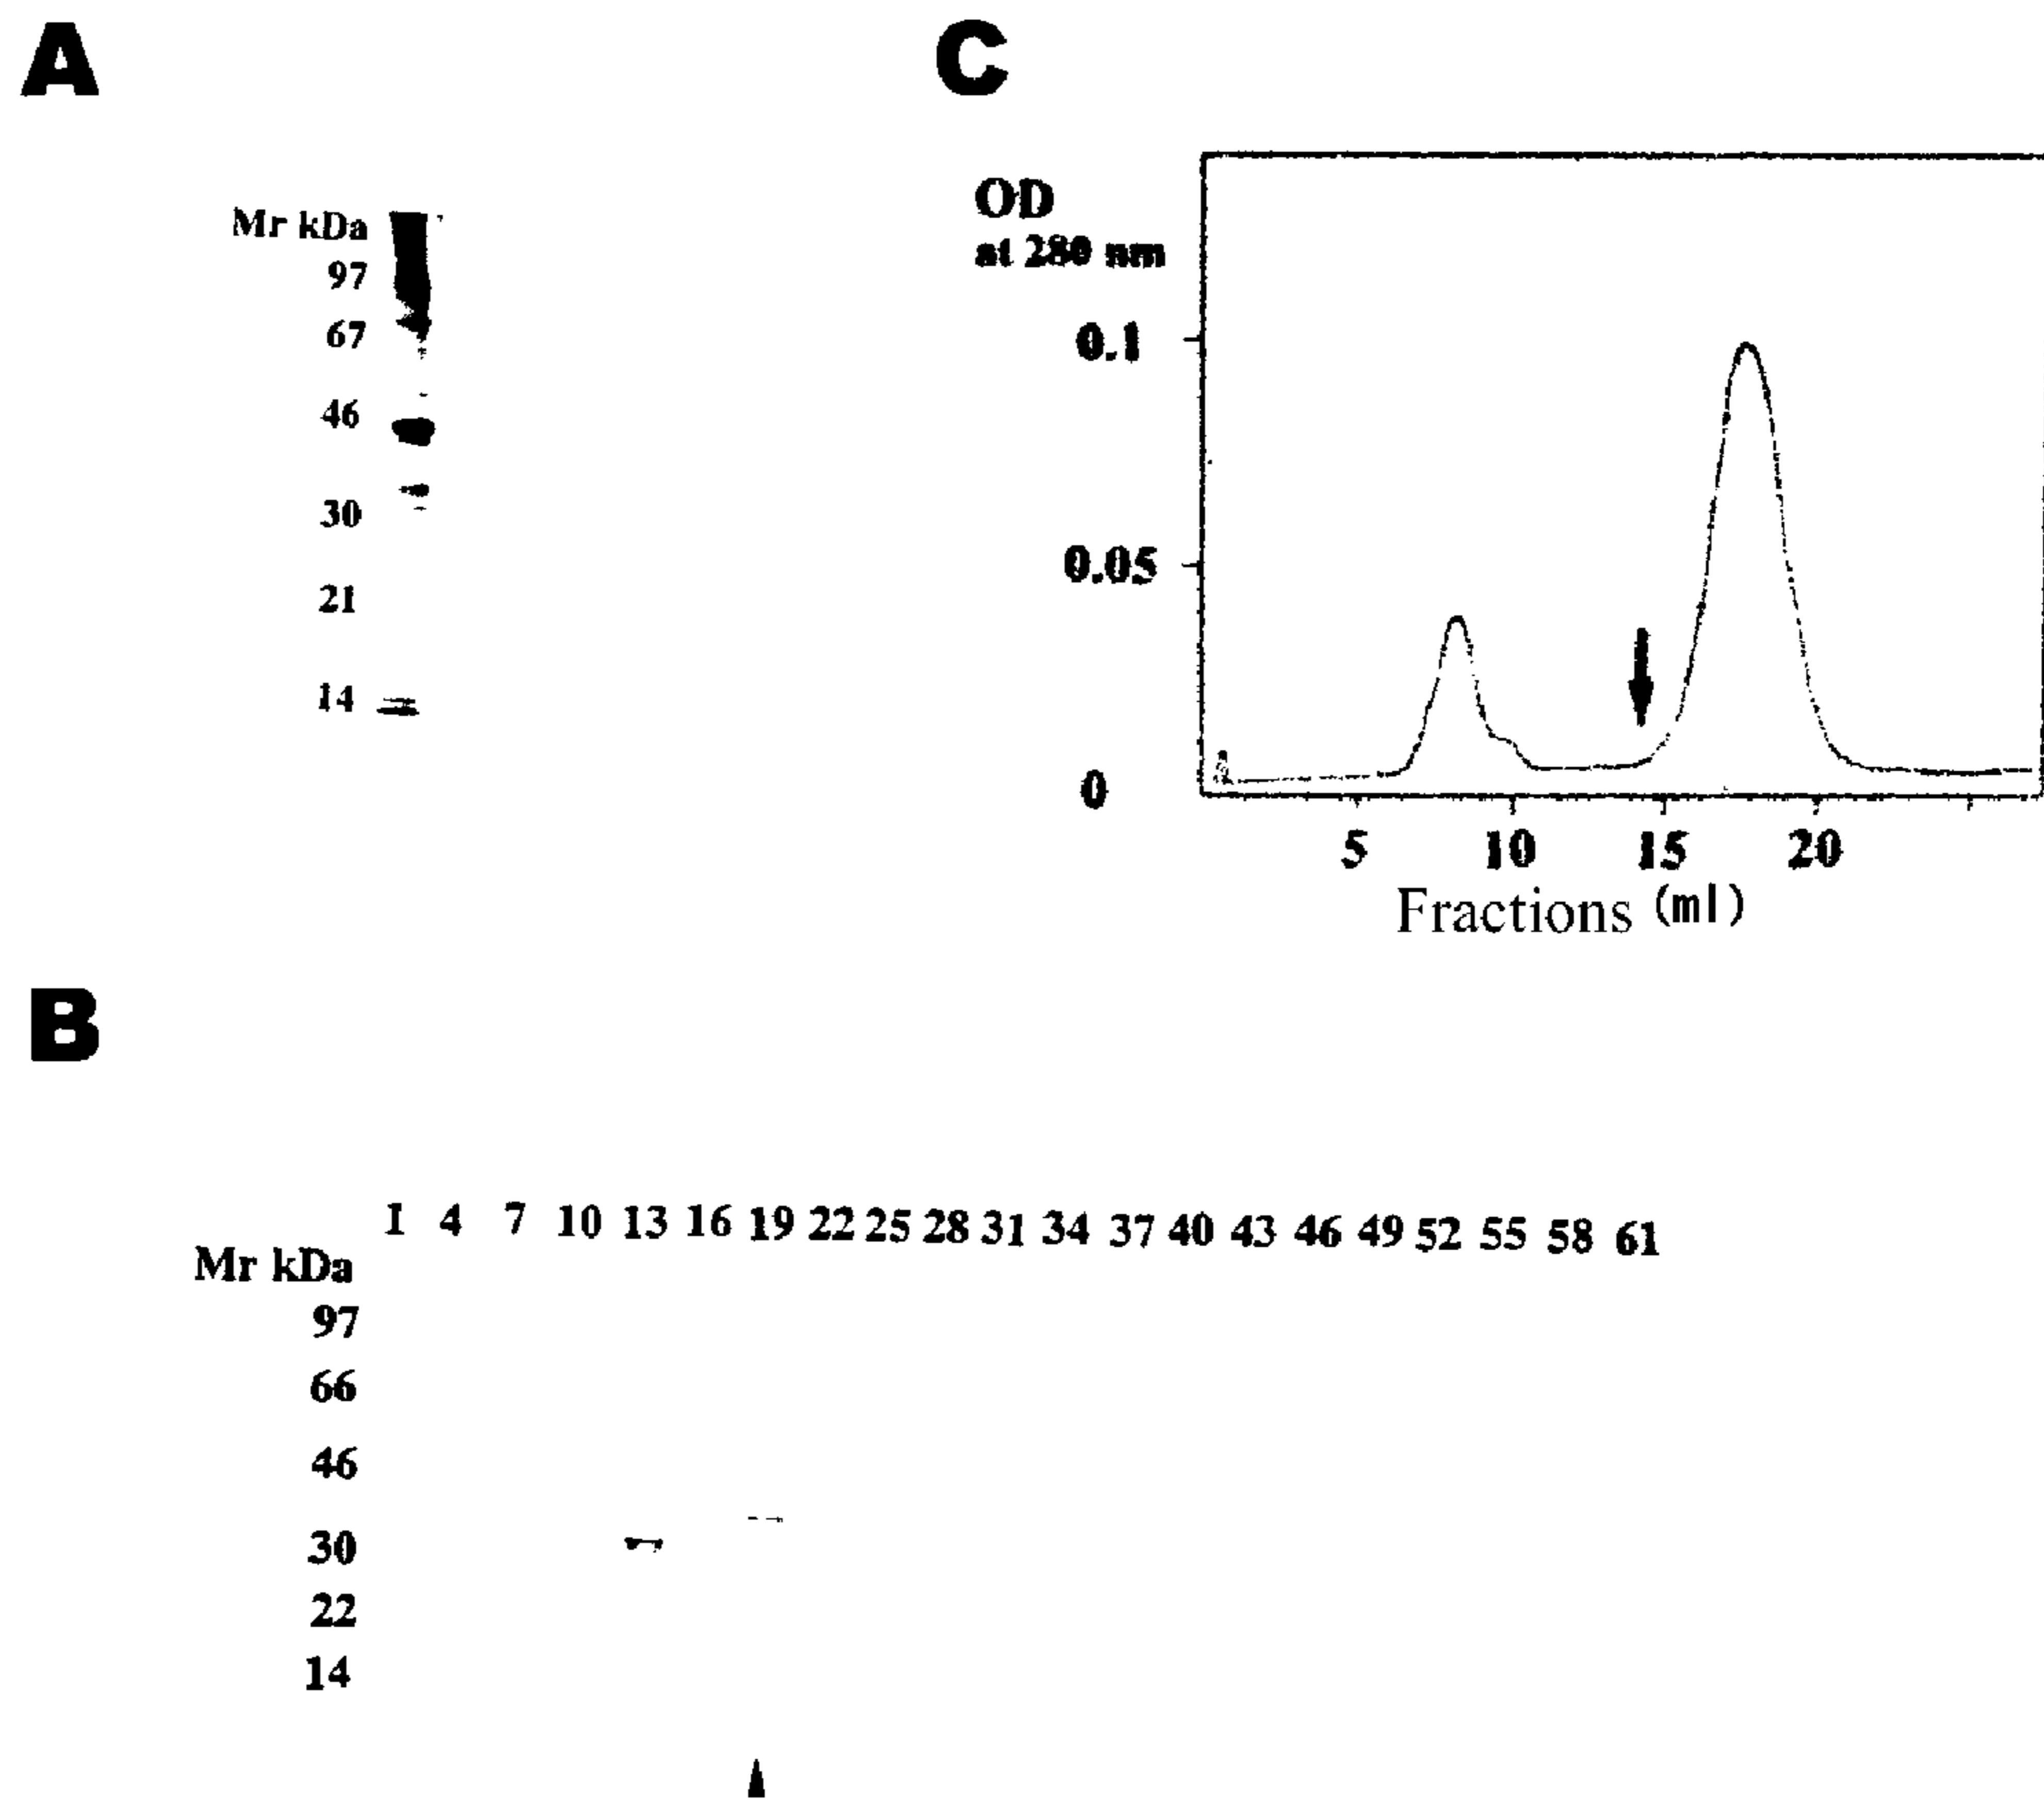 A
Mr kDa
97
67
46
30
21
14
C
OD
at 280 nm
0.1
0.05
0
5 10 15 20
Fractions (ml)
B
1 4 7 10 13 16 19 22 25 28 31 34 37 40 43 46 49 52 55 58 61
Mr kDa
97
66
46
30
22
14